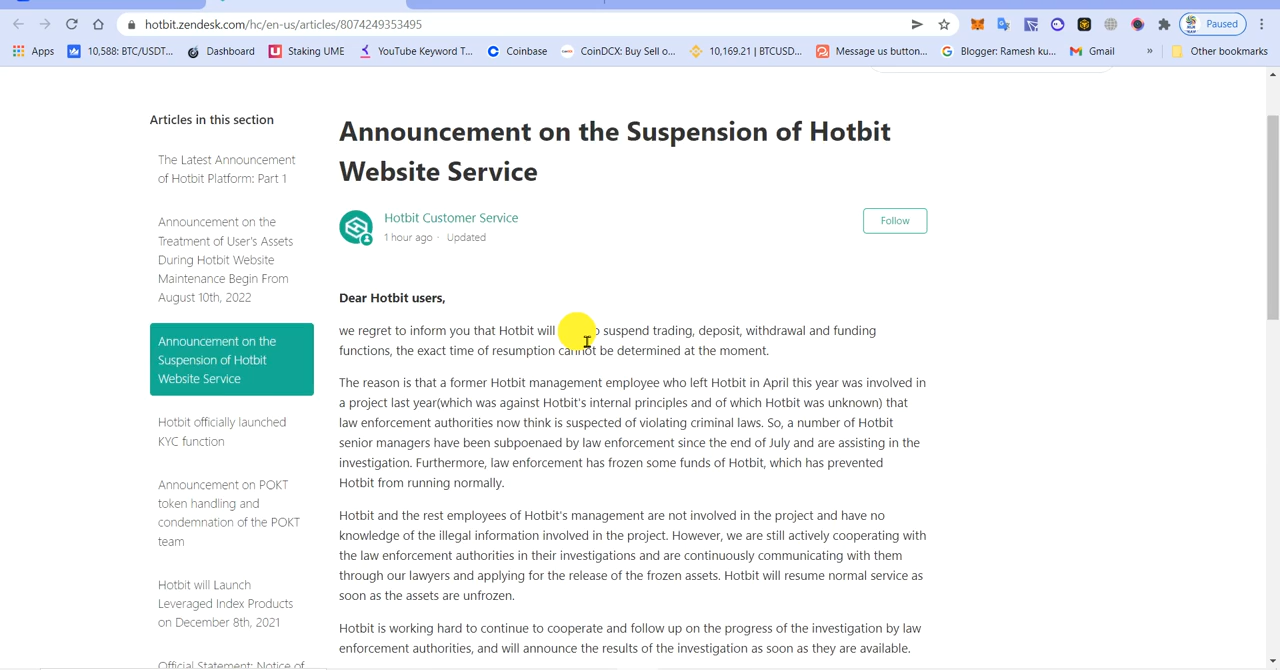 hotbit.zendesk.com/hc/en-us/articles/8074249353495
Paused
Apps
10,588: BTC/USDT...
Dashboard
Staking UME
YouTube Keyword T...
Coinbase
CoinDCX: Buy Sell o...
10,169.21 | BTCUSD...
Message us button...
Blogger: Ramesh ku...
Gmail
»
Other bookmarks
Articles in this section
The Latest Announcement
of Hotbit Platform: Part 1
Announcement on the
Treatment of User's Assets
During Hotbit Website
Maintenance Begin From
August 10th, 2022
Announcement on the
Suspension of Hotbit
Website Service
Hotbit officially launched
KYC function
Announcement on POKT
token handling and
condemnation of the POKT
team
Hotbit will Launch
Leveraged Index Products
on December 8th, 2021
Official Statement: Notice of
Announcement on the Suspension of Hotbit
Website Service
Hotbit Customer Service
1 hour ago · Updated
Follow
Dear Hotbit users,
we regret to inform you that Hotbit will suspend trading, deposit, withdrawal and funding
functions, the exact time of resumption cannot be determined at the moment.
The reason is that a former Hotbit management employee who left Hotbit in April this year was involved in
a project last year(which was against Hotbit's internal principles and of which Hotbit was unknown) that
law enforcement authorities now think is suspected of violating criminal laws. So, a number of Hotbit
senior managers have been subpoenaed by law enforcement since the end of July and are assisting in the
investigation. Furthermore, law enforcement has frozen some funds of Hotbit, which has prevented
Hotbit from running normally.
Hotbit and the rest employees of Hotbit's management are not involved in the project and have no
knowledge of the illegal information involved in the project. However, we are still actively cooperating with
the law enforcement authorities in their investigations and are continuously communicating with them
through our lawyers and applying for the release of the frozen assets. Hotbit will resume normal service as
soon as the assets are unfrozen.
Hotbit is working hard to continue to cooperate and follow up on the progress of the investigation by law
enforcement authorities, and will announce the results of the investigation as soon as they are available.